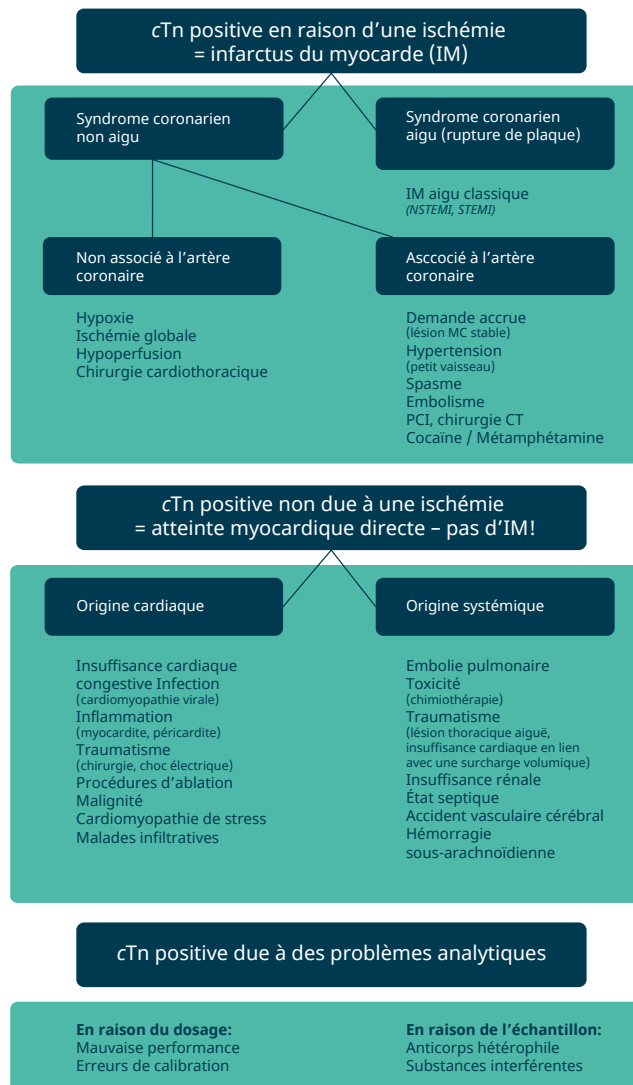 cTn positive en raison d’une ischémie
= infarctus du myocarde (IM)
Syndrome coronarien
non aigu
Syndrome coronarien
aigu (rupture de plaque)
IM aigu classique
(NSTEMI, STEMI)
Non associé à l’artère
coronaire
Hypoxie
Ischémie globale
Hypoperfusion
Chirurgie cardiothoracique
Asccocié à l’artère
coronaire
Demande accrue
(lésion MC stable)
Hypertension
(petit vaisseau)
Spasme
Embolisme
PCI, chirurgie CT
Cocaïne / Métamphétamine
cTn positive non due à une ischémie
= atteinte myocardique directe – pas d’IM!
Origine cardiaque
Insuffisance cardiaque
congestive Infection
(cardiomyopathie virale)
Inflammation
(myocardite, péricardite)
Traumatisme
(chirurgie, choc électrique)
Procédures d’ablation
Malignité
Cardiomyopathie de stress
Malades infiltratives
Origine systémique
Embolie pulmonaire
Toxicité
(chimiothérapie)
Traumatisme
(lésion thoracique aiguë,
insuffisance cardiaque en lien
avec une surcharge volumique)
Insuffisance rénale
État septique
Accident vasculaire cérébral
Hémorragie
sous-arachnoïdienne
cTn positive due à des problèmes analytiques
En raison du dosage:
Mauvaise performance
Erreurs de calibration
En raison de l’échantillon:
Anticorps hétérophile
Substances interférentes